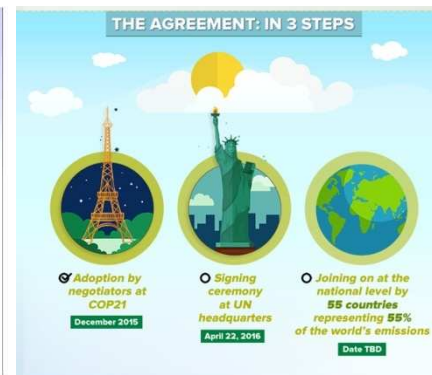 THE AGREEMENT: IN 3 STEPS
Adoption by
negotiators at
COP21
December 2015
Signing
ceremony
at UN
headquarters
April 22, 2016
Joining on at the
national level by
55 countries
representing 55%
of the world's emissions
Date TBD